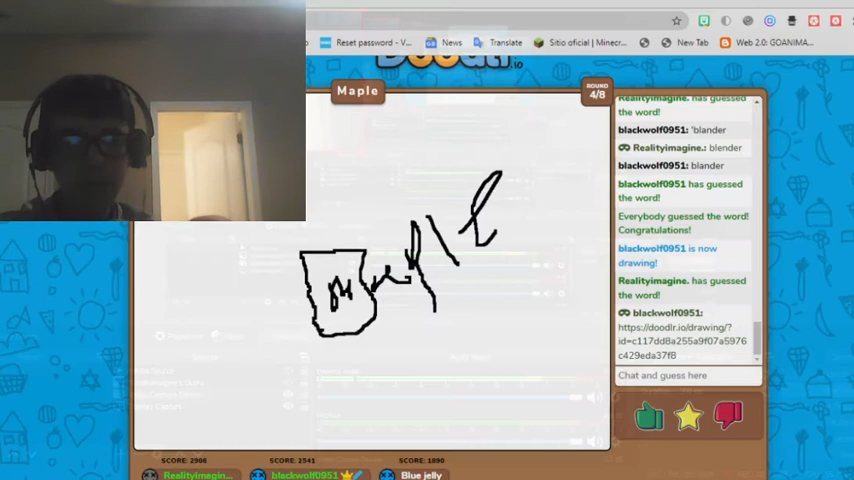 Reset password - V...
News
Translate
Sitio oficial | Minecr...
New Tab
Web 2.0: GOANIMA...
Doodlr.io
Maple
ROUND
4/8
Realityimagine. has guessed
the word!
blackwolf0951: 'blander
Realityimagine.: blender
blackwolf0951: blander
blackwolf0951 has guessed
the word!
Everybody guessed the word!
Congratulations!
blackwolf0951 is now
drawing!
Realityimagine. has guessed
the word!
blackwolf0951:
https://doodlr.io/drawing/?
id=c117dd8a255a9f07a5976
c429eda37f8
Chat and guess here
SCORE: 2906
SCORE: 2541
SCORE: 1890
Realityimagin...
blackwolf0951
Blue jelly